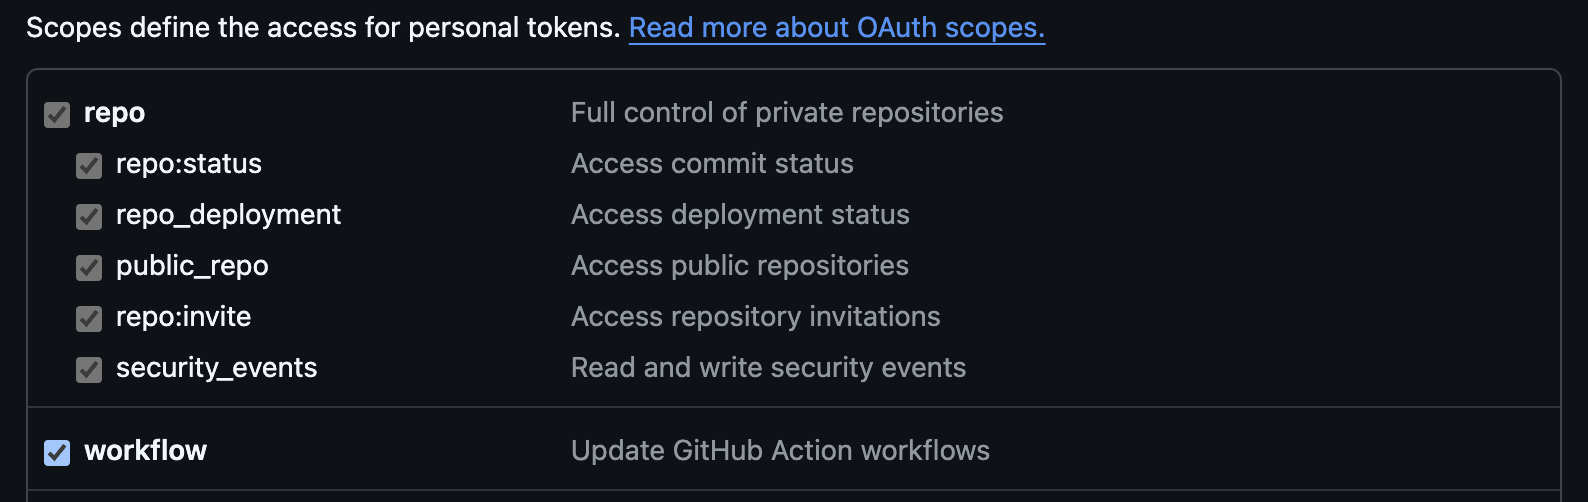 Scopes define the access for personal tokens. Read more about OAuth scopes.
repo Full control of private repositories
repo:status Access commit status
repo_deployment Access deployment status
public_repo Access public repositories
repo:invite Access repository invitations
security_events Read and write security events
workflow Update GitHub Action workflows